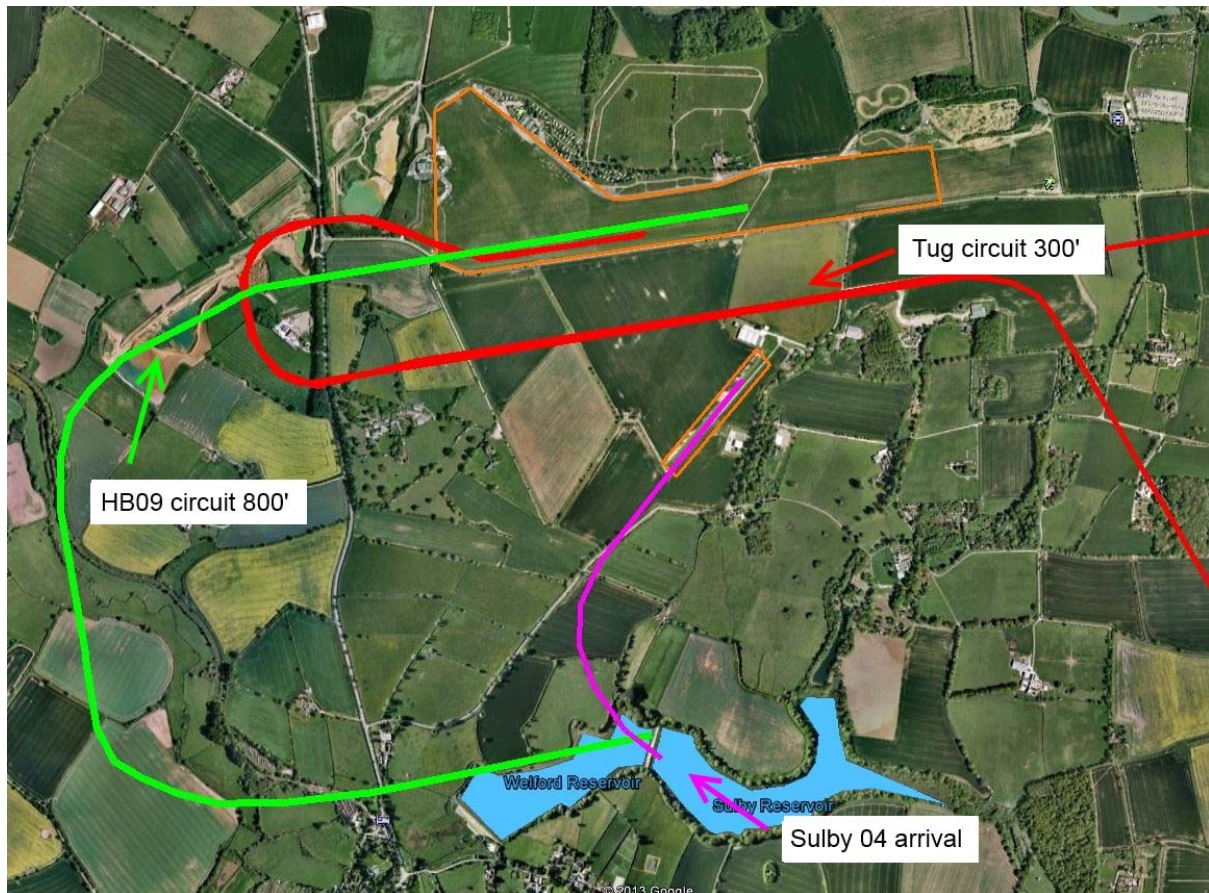 Tug circuit 300'
HB09 circuit 800'
Welford Reservoir
Sulby Reservoir
Sulby 04 arrival
© 2013 Google